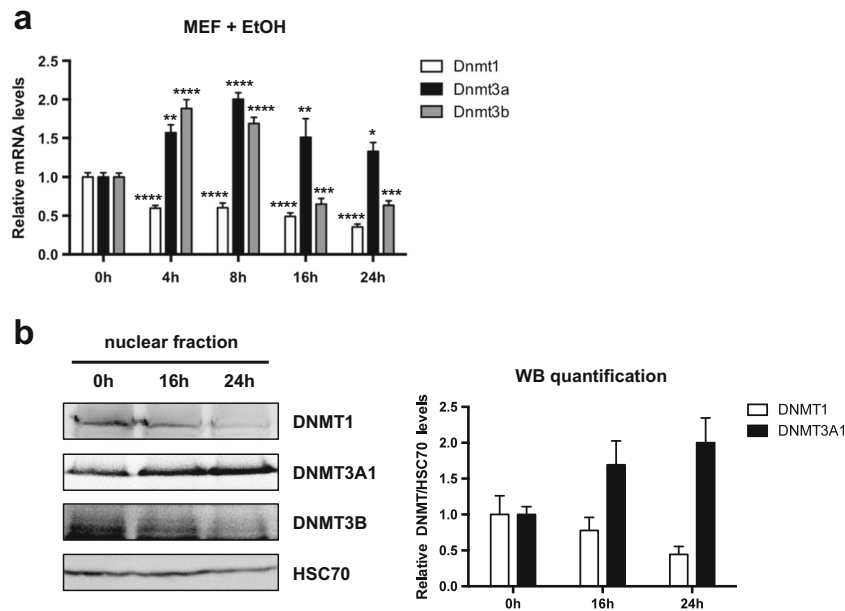 a
MEF + EtOH
Relative mRNA levels
2.5
2.0
1.5
1.0
0.5
0.0
**** ** **** **** **** **** **** ** *** **** * ***
0h 4h 8h 16h 24h
Dnmt1
Dnmt3a
Dnmt3b
b
nuclear fraction
0h 16h 24h
DNMT1
DNMT3A1
DNMT3B
HSC70
WB quantification
Relative DNMT/HSC70 levels
2.5
2.0
1.5
1.0
0.5
0.0
0h 16h 24h
DNMT1
DNMT3A1